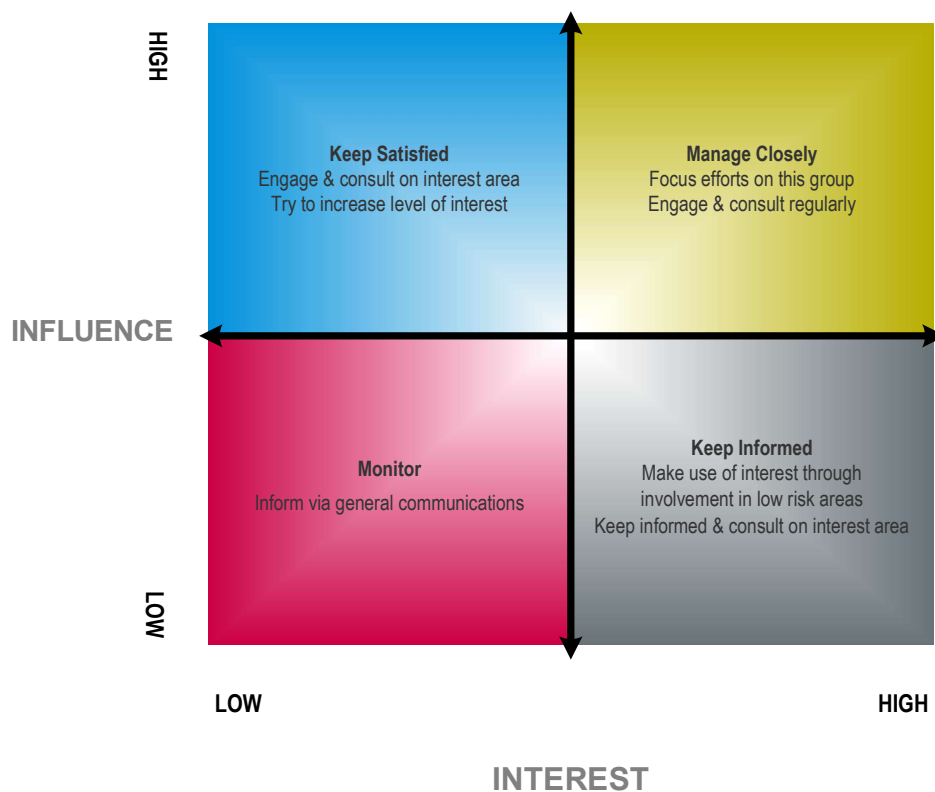 HIGH
Keep Satisfied
Engage & consult on interest area
Try to increase level of interest
Manage Closely
Focus efforts on this group
Engage & consult regularly
INFLUENCE
Monitor
Inform via general communications
Keep Informed
Make use of interest through
involvement in low risk areas
Keep informed & consult on interest area
LOW
LOW
HIGH
INTEREST